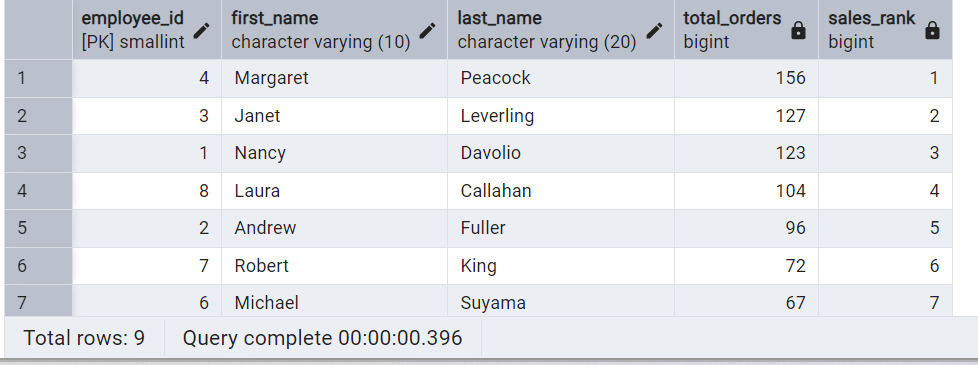 employee_id first_name last_name total_orders sales_rank
[PK] smallint character varying (10) character varying (20) bigint bigint
1 4 Margaret Peacock 156 1
2 3 Janet Leverling 127 2
3 1 Nancy Davolio 123 3
4 8 Laura Callahan 104 4
5 2 Andrew Fuller 96 5
6 7 Robert King 72 6
7 6 Michael Suyama 67 7
Total rows: 9 Query complete 00:00:00.396